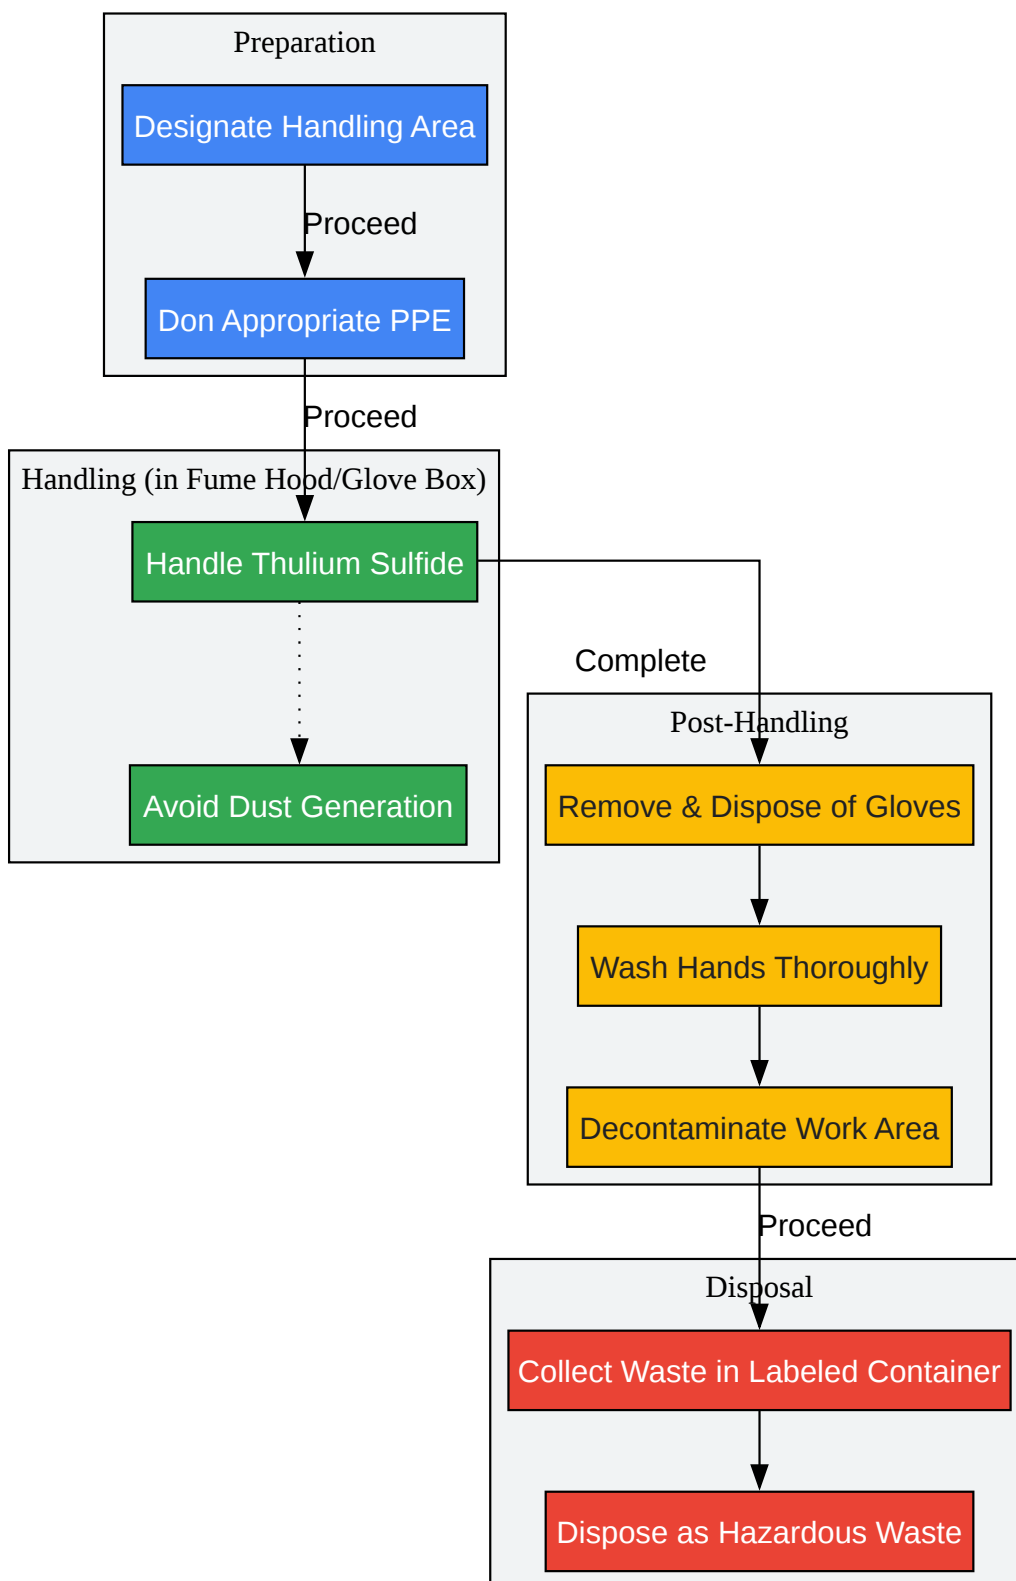 Preparation
Designate Handling Area
Proceed
Don Appropriate PPE
Proceed
Handling (in Fume Hood/Glove Box)
Handle Thulium Sulfide
Complete
Avoid Dust Generation
Post-Handling
Remove & Dispose of Gloves
Wash Hands Thoroughly
Decontaminate Work Area
Proceed
Disposal
Collect Waste in Labeled Container
Dispose as Hazardous Waste